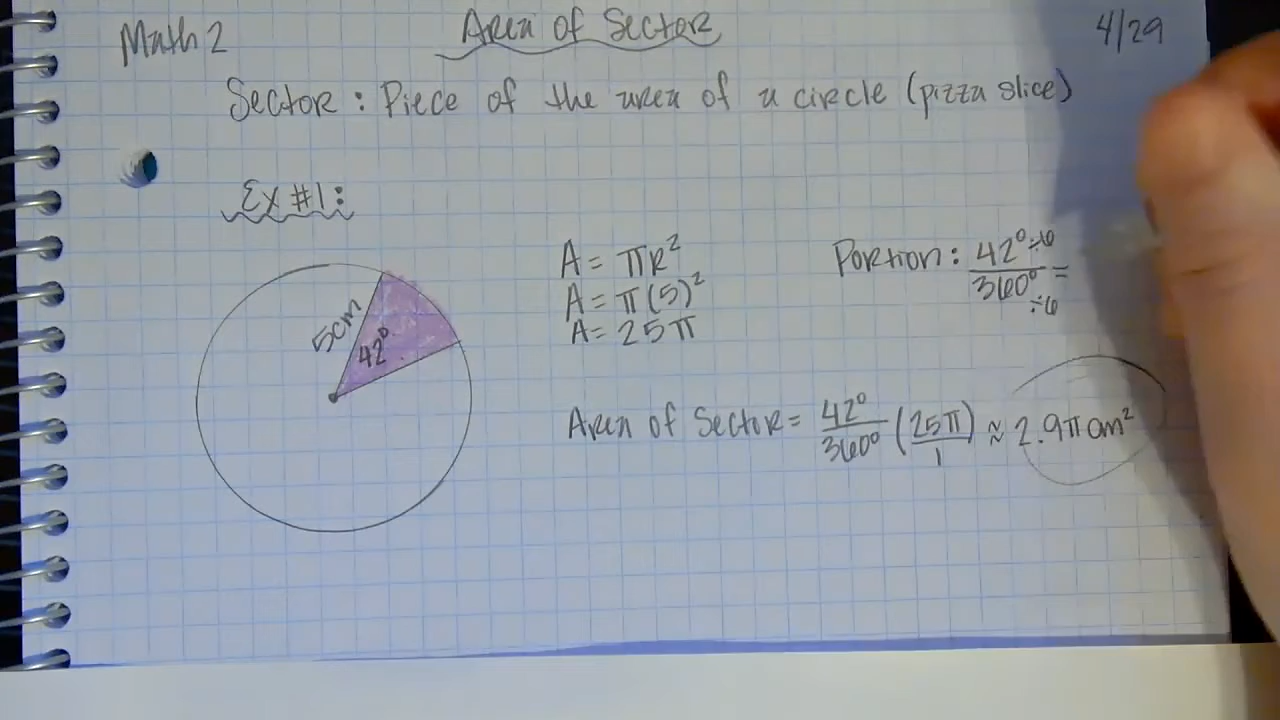 Math 2 Area of Sector 4/29
Sector: Piece of the area of a circle (pizza slice)
Ex #1:
5cm
42°
A = πR²
A = π(5)²
A = 25π
Portion: 42° ÷6 / 360° ÷6 =
Area of Sector = 42°/360° (25π/1) ≈ 2.9π cm²